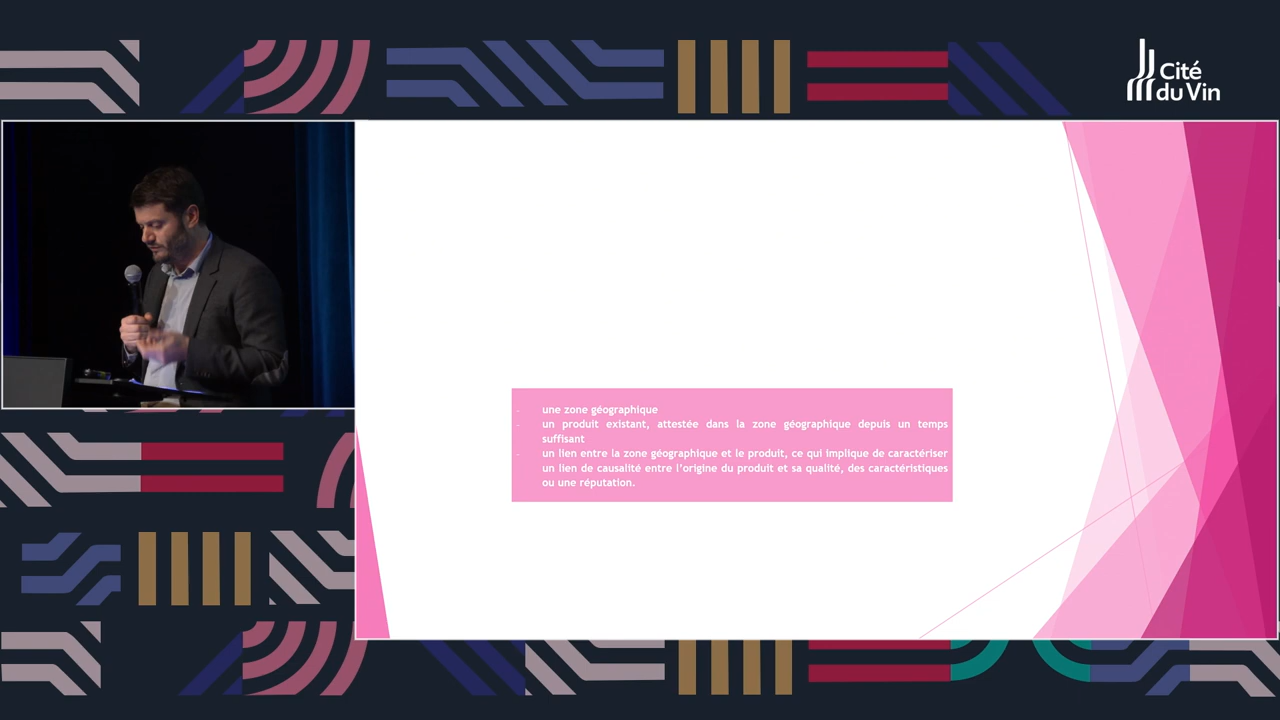 Cité
du Vin
- une zone géographique
- un produit existant, attestée dans la zone géographique depuis un temps
suffisant
- un lien entre la zone géographique et le produit, ce qui implique de caractériser
un lien de causalité entre l'origine du produit et sa qualité, des caractéristiques
ou une réputation.